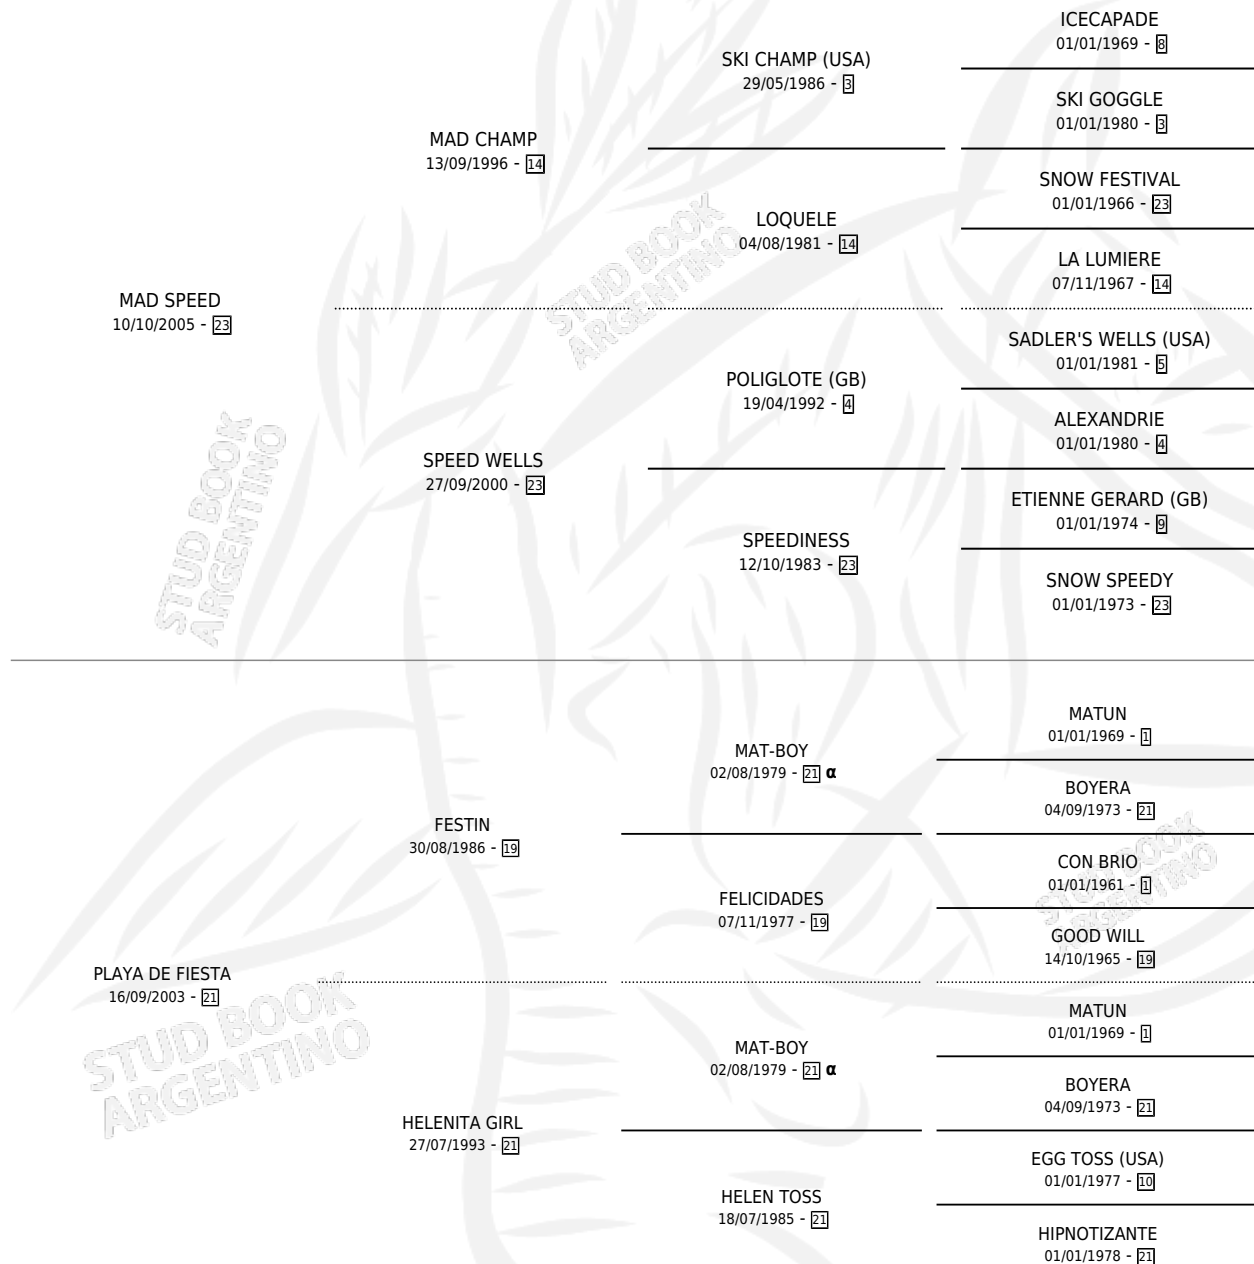 ICECAPADE
01/01/1969 - 8
SKI CHAMP (USA)
29/05/1986 - 3
SKI GOGGLE
01/01/1980 - 3
MAD CHAMP
13/09/1996 - 14
SNOW FESTIVAL
01/01/1966 - 23
LOQUELE
04/08/1981 - 14
LA LUMIERE
07/11/1967 - 14
MAD SPEED
10/10/2005 - 23
SADLER'S WELLS (USA)
01/01/1981 - 5
POLIGLOTE (GB)
19/04/1992 - 4
ALEXANDRIE
01/01/1980 - 4
SPEED WELLS
27/09/2000 - 23
ETIENNE GERARD (GB)
01/01/1974 - 9
SPEEDINESS
12/10/1983 - 23
SNOW SPEEDY
01/01/1973 - 23
MATUN
01/01/1969 - 1
MAT-BOY
02/08/1979 - 21 α
BOYERA
04/09/1973 - 21
FESTIN
30/08/1986 - 19
CON BRIO
01/01/1961 - 1
FELICIDADES
07/11/1977 - 19
GOOD WILL
14/10/1965 - 19
PLAYA DE FIESTA
16/09/2003 - 21
MATUN
01/01/1969 - 1
MAT-BOY
02/08/1979 - 21 α
BOYERA
04/09/1973 - 21
HELENITA GIRL
27/07/1993 - 21
EGG TOSS (USA)
01/01/1977 - 10
HELEN TOSS
18/07/1985 - 21
HIPNOTIZANTE
01/01/1978 - 21
STUD BOOK
ARGENTINO
STUD BOOK
ARGENTINO
STUD BOOK
ARGENTINO
STUD BOOK
ARGENTINO